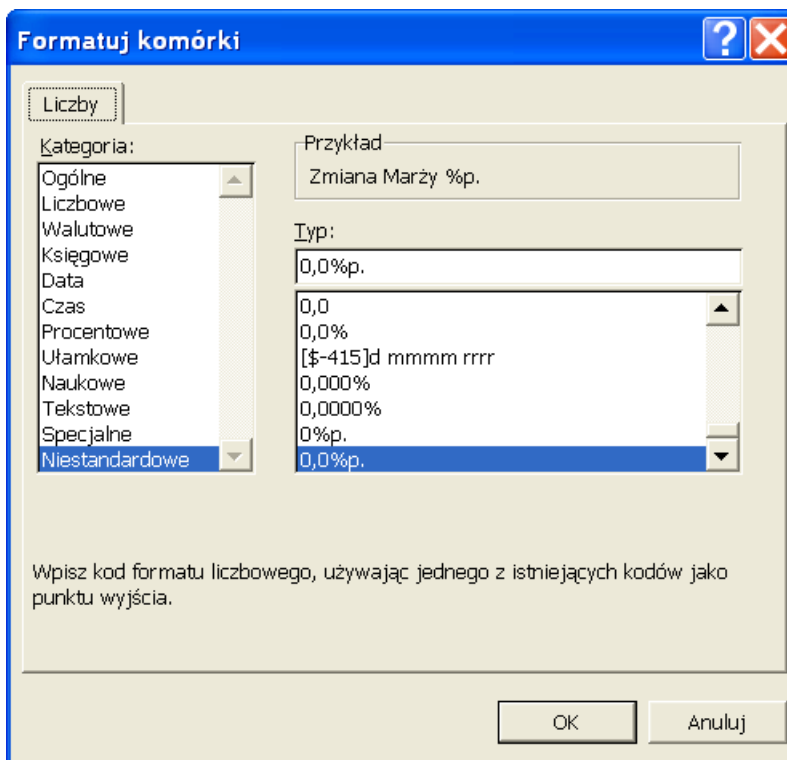 Formatuj komórki
Liczby
Kategoria:
Ogólne
Liczbowe
Walutowe
Księgowe
Data
Czas
Procentowe
Ułamkowe
Naukowe
Tekstowe
Specjalne
Niestandardowe
Przykład
Zmiana Marży %p.
Typ:
0,0%p.
0,0
0,0%
[$-415]d mmmm rrrr
0,000%
0,0000%
0%p.
0,0%p.
Wpisz kod formatu liczbowego, używając jednego z istniejących kodów jako
punktu wyjścia.
OK
Anuluj